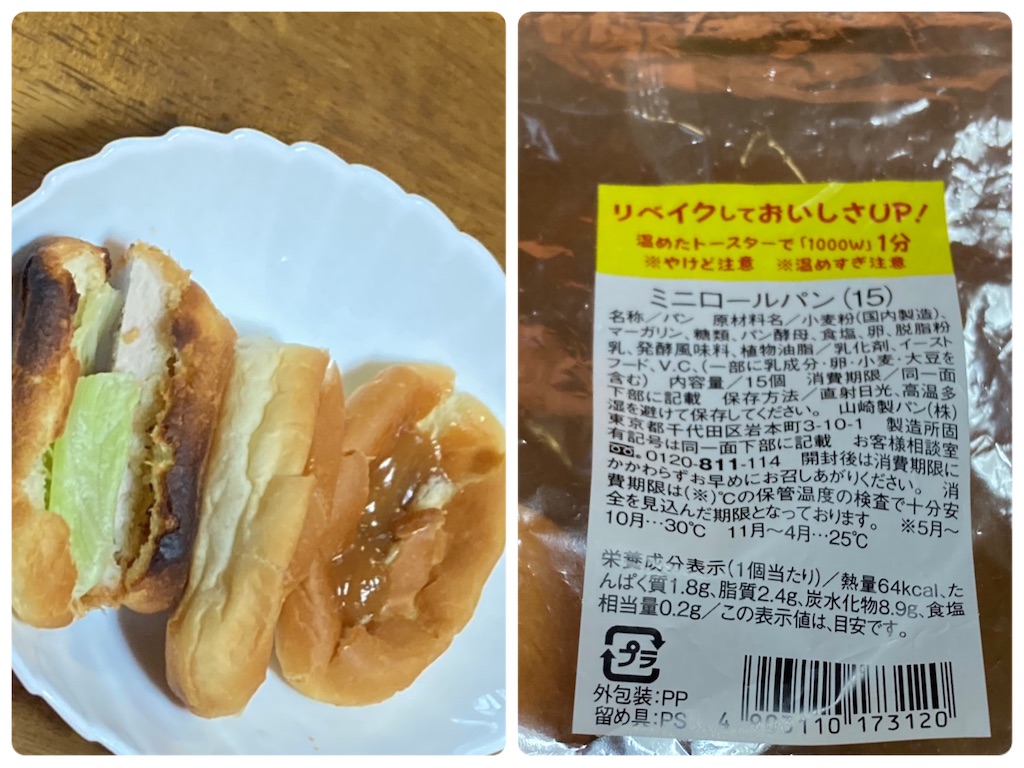 リベイクしておいしさUP!
温めたトースターで「1000W」1分
※やけど注意 ※温めすぎ注意
ミニロールパン(15)
名称/パン 原材料名/小麦粉(国内製造)、
マーガリン、糖類、パン酵母、食塩、卵、脱脂粉
乳、発酵風味料、植物油脂/乳化剤、イースト
フード、V.C、(一部に乳成分・卵・小麦・大豆を
含む) 内容量/15個 消費期限/同一面
下部に記載 保存方法/直射日光、高温多
湿を避けて保存してください。 山崎製パン(株)
東京都千代田区岩本町3-10-1 製造所固
有記号は同一面下部に記載 お客様相談室
0120-811-114 開封後は消費期限に
かかわらずお早めにお召しあがりください。 消
費期限は(※)℃の保管温度の検査で十分安
全を見込んだ期限となっております。 ※5月~
10月…30℃ 11月~4月…25℃
栄養成分表示(1個当たり)/熱量64kcal、た
んぱく質1.8g、脂質2.4g、炭水化物8.9g、食塩
相当量0.2g/この表示値は、目安です。
プラ
外包装:PP
留め具:PS
4 903110 173120